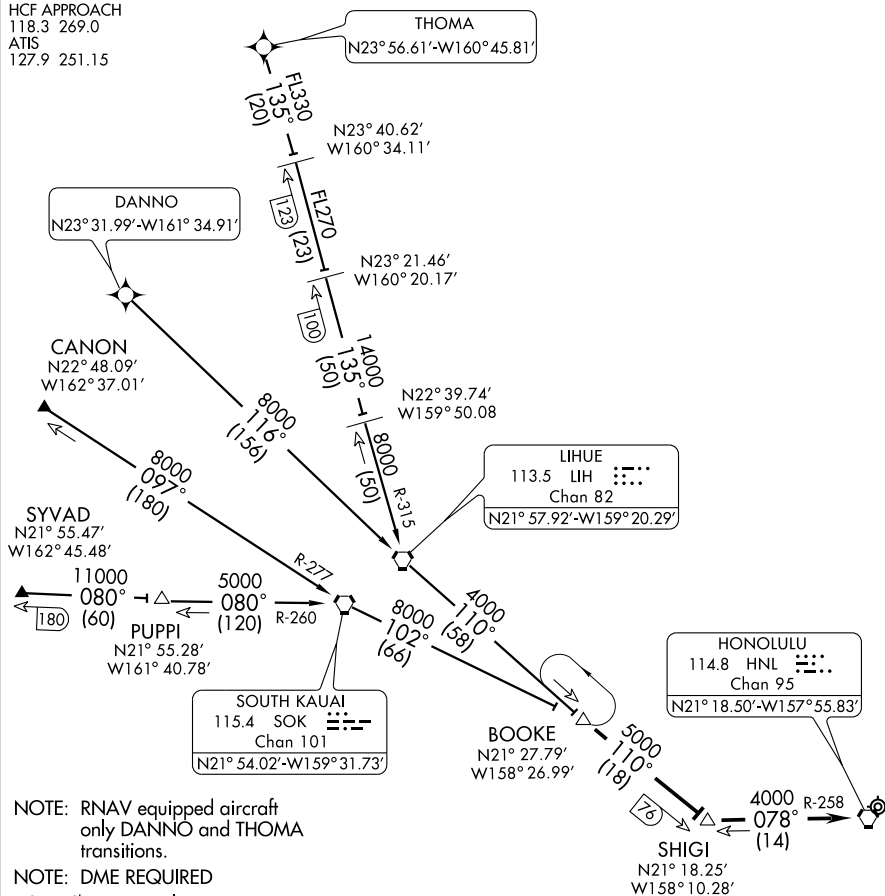 HCF APPROACH
118.3 269.0
ATIS
127.9 251.15
THOMA
N23° 56.61′-W160° 45.81′
FL330
135°
(20)
N23° 40.62′
W160° 34.11′
DANNO
N23° 31.99′-W161° 34.91′
123
FL270
(23)
N23° 21.46′
W160° 20.17′
100
14000
135°
(50)
CANON
N22° 48.09′
W162° 37.01′
N22° 39.74′
W159° 50.08
8000
116°
(156)
8000
(50)
R-315
LIHUE
113.5 LIH
Chan 82
N21° 57.92′-W159° 20.29′
8000
097°
(180)
SYVAD
N21° 55.47′
W162° 45.48′
R-277
11000
080°
(60)
180
5000
080°
(120)
R-260
PUPPI
N21° 55.28′
W161° 40.78′
4000
110°
(58)
8000
102°
(66)
HONOLULU
114.8 HNL
Chan 95
N21° 18.50′-W157° 55.83′
SOUTH KAUAI
115.4 SOK
Chan 101
N21° 54.02′-W159° 31.73′
BOOKE
N21° 27.79′
W158° 26.99′
5000
110°
(18)
76
4000
078°
(14)
R-258
SHIGI
N21° 18.25′
W158° 10.28′
NOTE: RNAV equipped aircraft
only DANNO and THOMA
transitions.
NOTE: DME REQUIRED